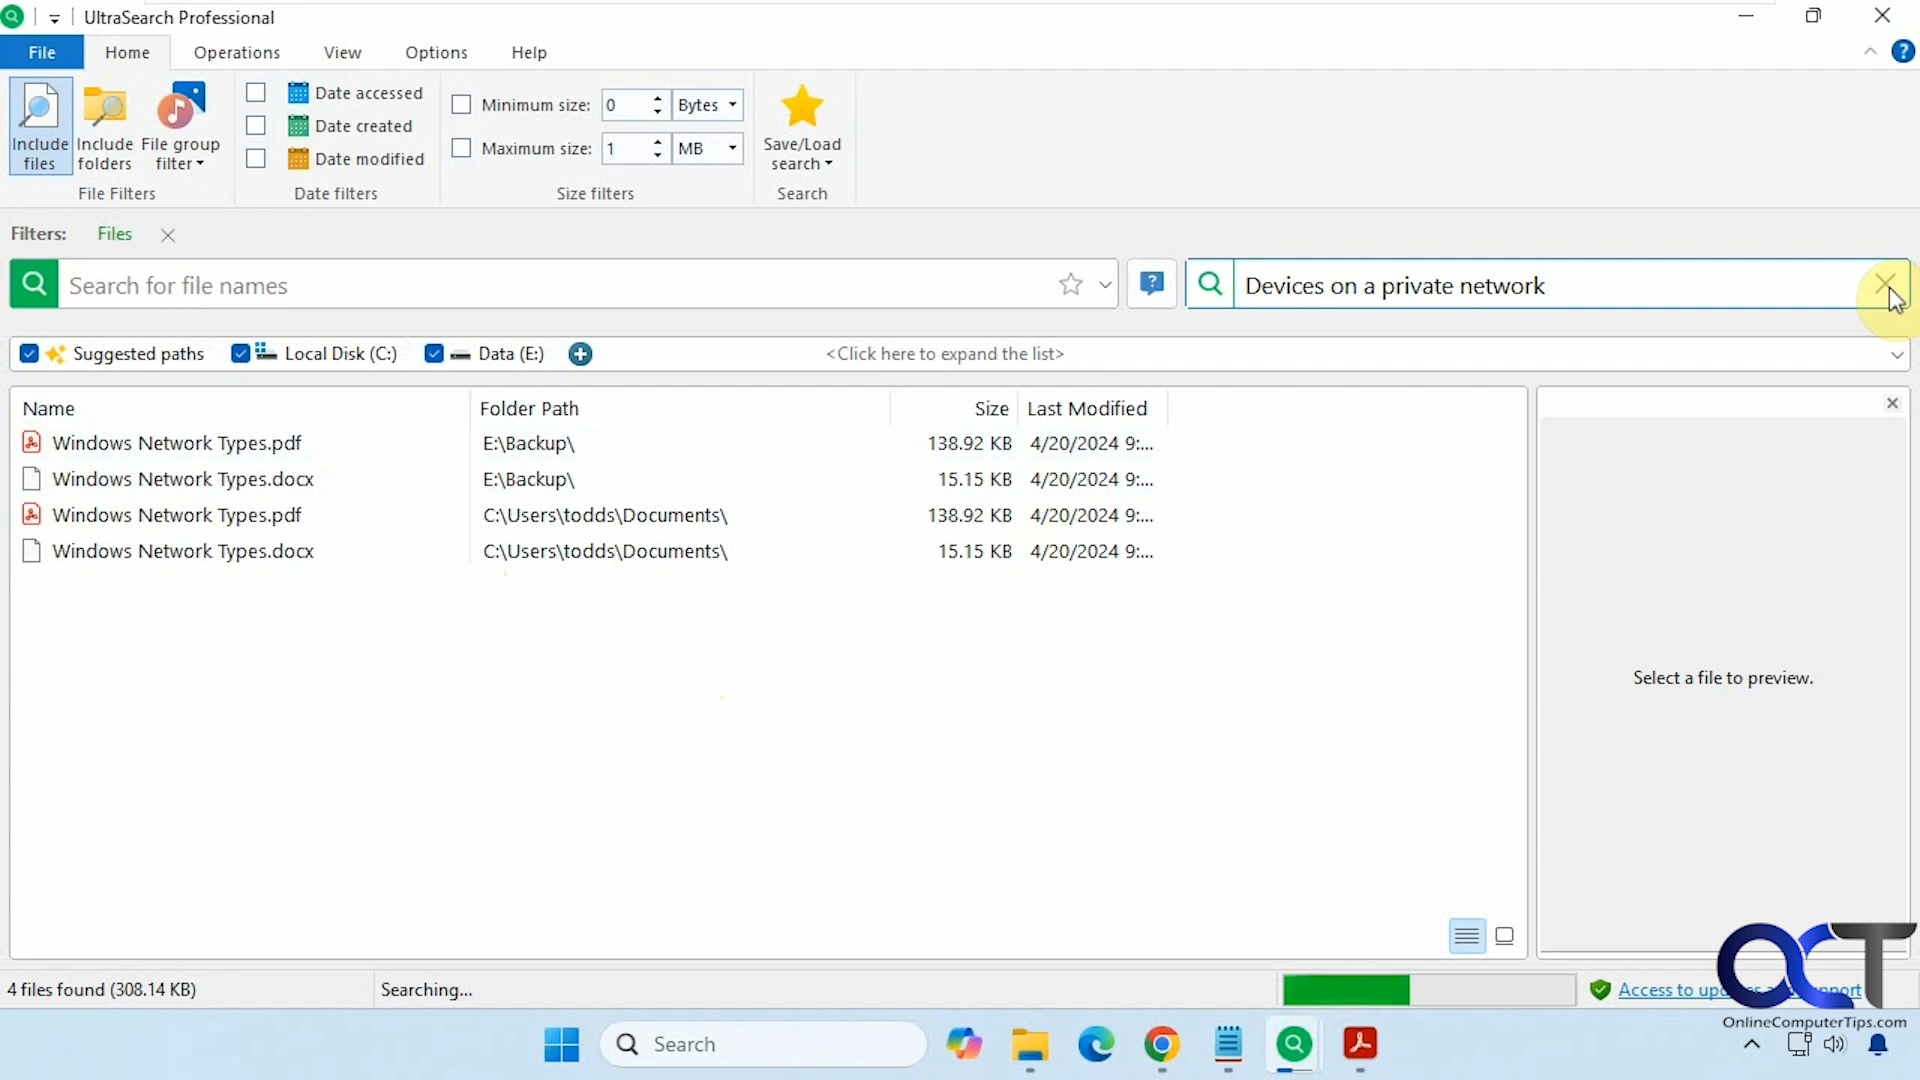 UltraSearch Professional
File Home Operations View Options Help
Include files
Include folders
File group filter
File Filters
Date accessed
Date created
Date modified
Date filters
Minimum size: 0 Bytes
Maximum size: 1 MB
Size filters
Save/Load search
Search
Filters: Files
Search for file names
Devices on a private network
Suggested paths Local Disk (C:) Data (E:) <Click here to expand the list>
Name Folder Path Size Last Modified
Windows Network Types.pdf E:\Backup\ 138.92 KB 4/20/2024 9:...
Windows Network Types.docx E:\Backup\ 15.15 KB 4/20/2024 9:...
Windows Network Types.pdf C:\Users\todds\Documents\ 138.92 KB 4/20/2024 9:...
Windows Network Types.docx C:\Users\todds\Documents\ 15.15 KB 4/20/2024 9:...
Select a file to preview.
4 files found (308.14 KB) Searching... Access to
OCT
OnlineComputerTips.com
Search